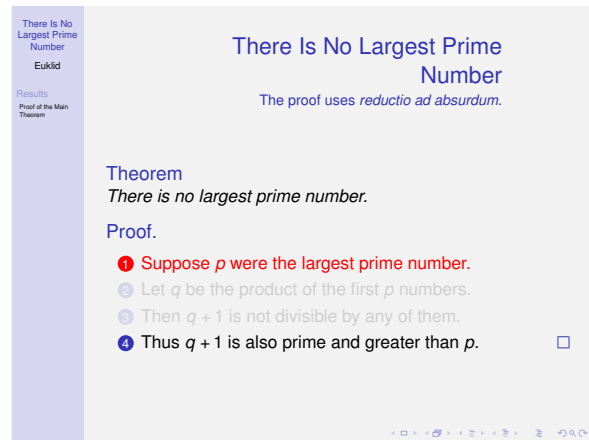 There Is No
Largest Prime
Number
Euklid
Results
Proof of the Main
Theorem
There Is No Largest Prime
Number
The proof uses reductio ad absurdum.
Theorem
There is no largest prime number.
Proof.
1 Suppose p were the largest prime number.
2 Let q be the product of the first p numbers.
3 Then q + 1 is not divisible by any of them.
4 Thus q + 1 is also prime and greater than p.